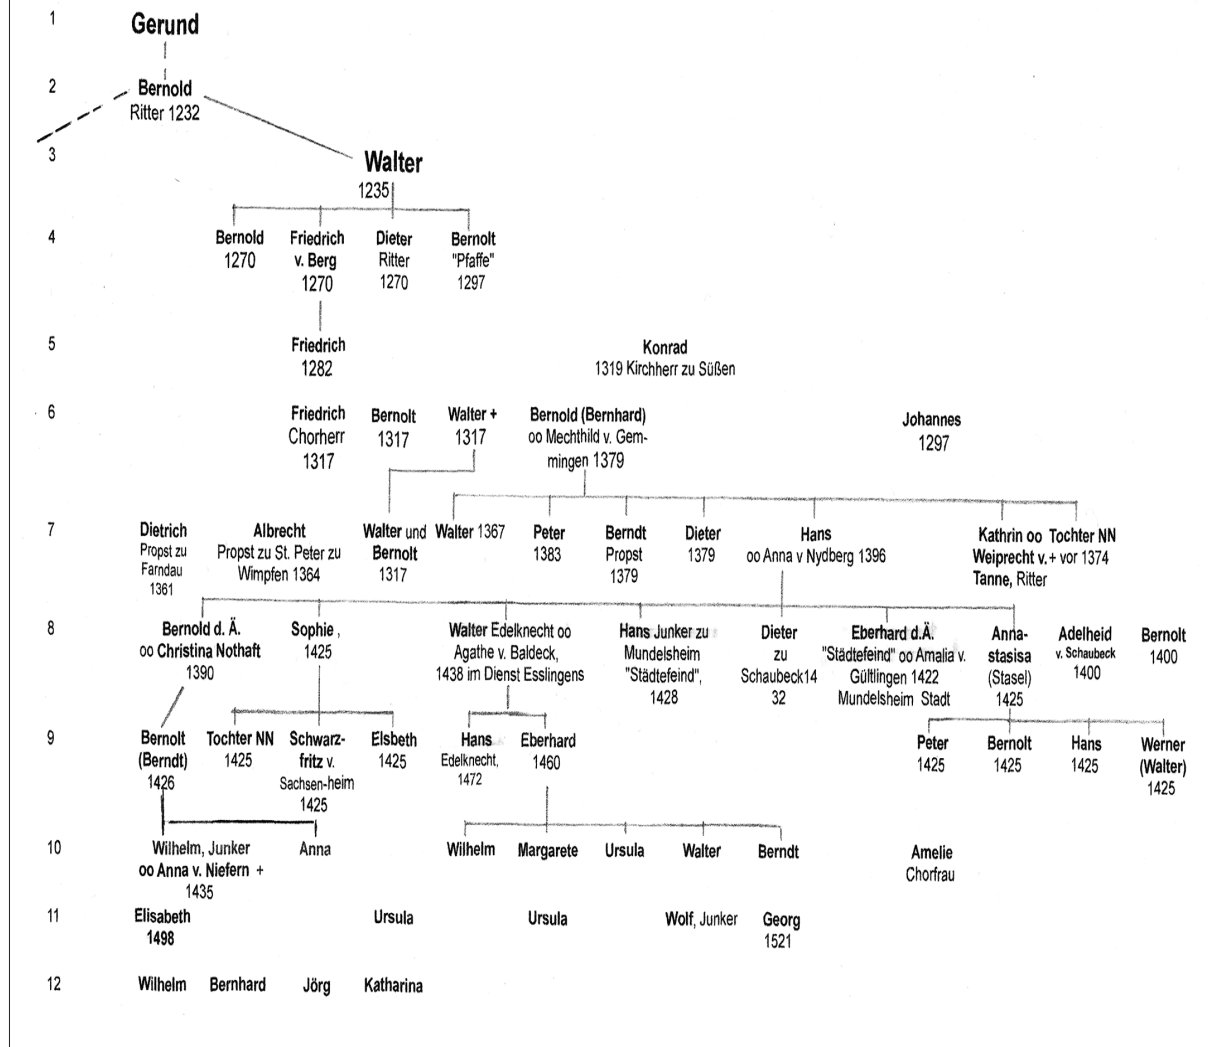 1
Gerund
2
Bernold
Ritter 1232
3
Walter
1235
4
Bernold
1270
Friedrich
v. Berg
1270
Dieter
Ritter
1270
Bernolt
"Pfaffe"
1297
5
Friedrich
1282
Konrad
1319 Kirchherr zu Süßen
6
Friedrich
Chorherr
1317
Bernolt
1317
Walter +
1317
Bernold (Bernhard)
oo Mechthild v. Gem-
mingen 1379
Johannes
1297
7
Dietrich
Propst zu
Farndau
1361
Albrecht
Propst zu St. Peter zu
Wimpfen 1364
Walter und
Bernolt
1317
Walter 1367
Peter
1383
Berndt
Propst
1379
Dieter
1379
Hans
oo Anna v Nydberg 1396
Kathrin oo
Weiprecht v.
Tanne, Ritter
Tochter NN
+ vor 1374
8
Bernold d. Ä.
oo Christina Nothaft
1390
Sophie ,
1425
Walter Edelknecht oo
Agathe v. Baldeck,
1438 im Dienst Esslingens
Hans Junker zu
Mundelsheim
"Städtefeind",
1428
Dieter
zu
Schaubeck14
32
Eberhard d.Ä.
"Städtefeind" oo Amalia v.
Gültlingen 1422
Mundelsheim Stadt
Anna-
stasisa
(Stasel)
1425
Adelheid
v. Schaubeck
1400
Bernolt
1400
9
Bernolt
(Berndt)
1426
Tochter NN
1425
Schwarz-
fritz v.
Sachsen-heim
1425
Elsbeth
1425
Hans
Edelknecht,
1472
Eberhard
1460
Peter
1425
Bernolt
1425
Hans
1425
Werner
(Walter)
1425
10
Wilhelm, Junker
oo Anna v. Niefern +
1435
Anna
Wilhelm
Margarete
Ursula
Walter
Berndt
Amelie
Chorfrau
11
Elisabeth
1498
Ursula
Ursula
Wolf, Junker
Georg
1521
12
Wilhelm
Bernhard
Jörg
Katharina